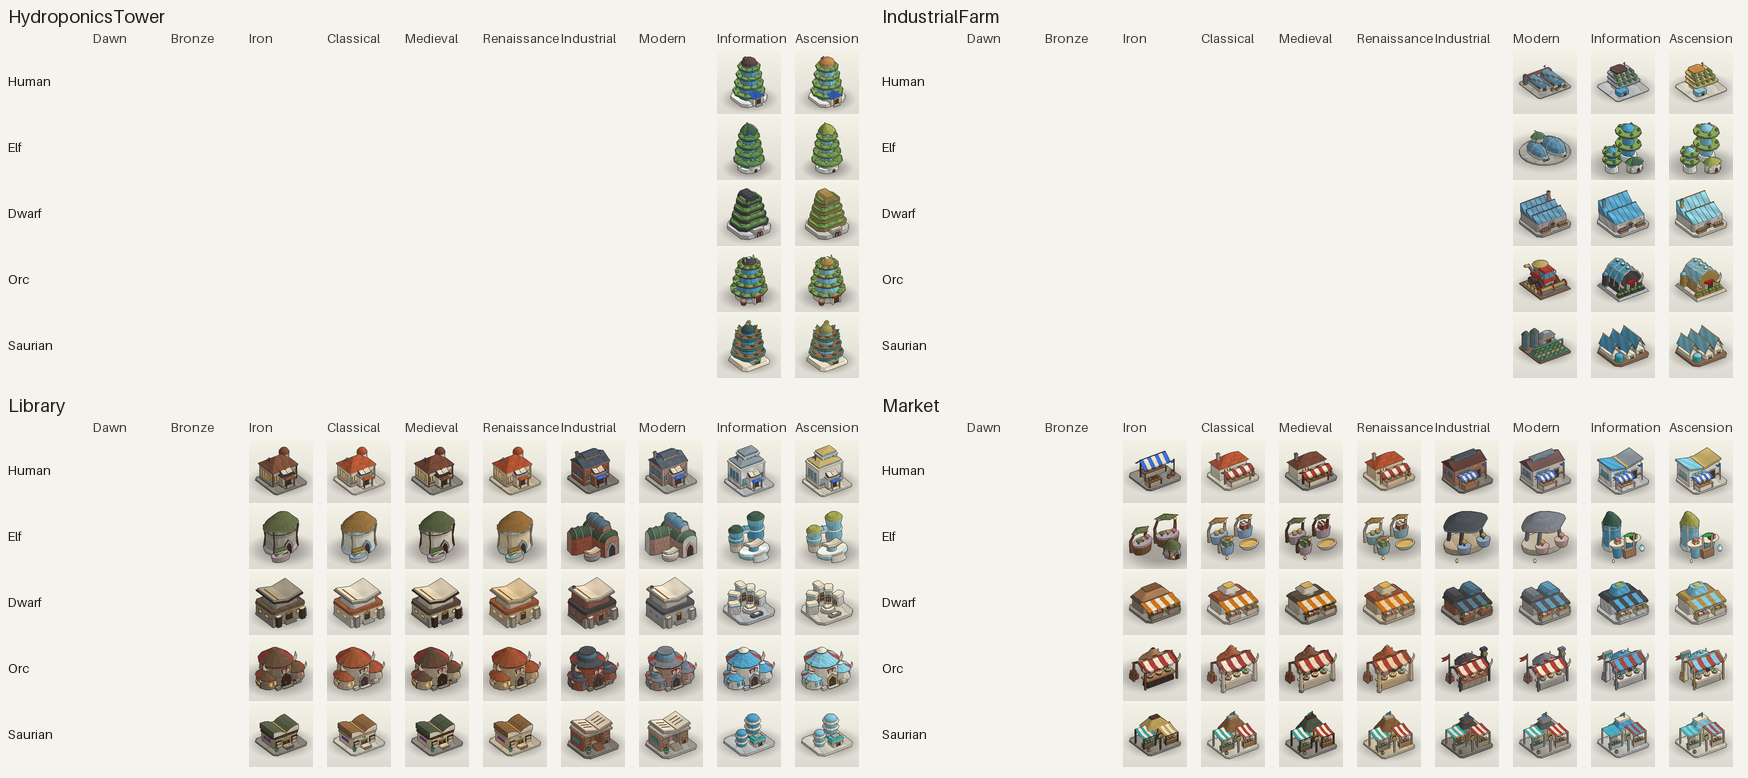 HydroponicsTower
Dawn Bronze Iron Classical Medieval Renaissance Industrial Modern Information Ascension
Human
Elf
Dwarf
Orc
Saurian
IndustrialFarm
Dawn Bronze Iron Classical Medieval Renaissance Industrial Modern Information Ascension
Human
Elf
Dwarf
Orc
Saurian
Library
Dawn Bronze Iron Classical Medieval Renaissance Industrial Modern Information Ascension
Human
Elf
Dwarf
Orc
Saurian
Market
Dawn Bronze Iron Classical Medieval Renaissance Industrial Modern Information Ascension
Human
Elf
Dwarf
Orc
Saurian